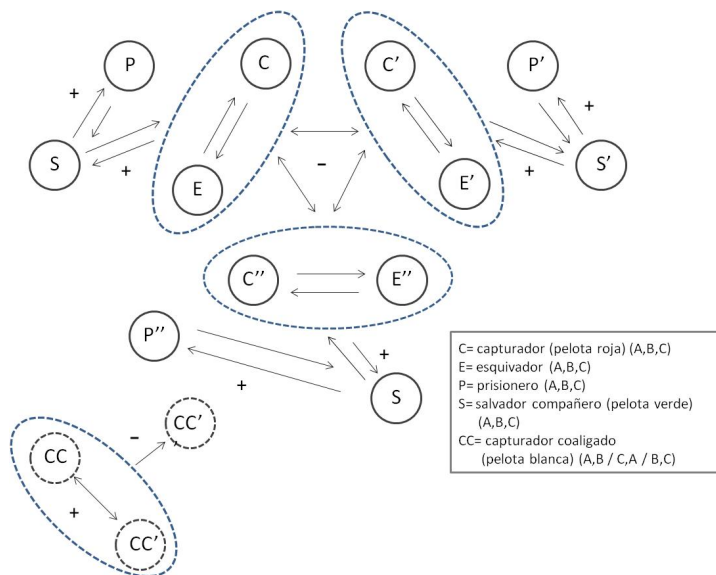 P
C
C'
P'
+
+
S
+
+
S'
E
E'
–
C''
E''
P''
+
+
S
CC'
–
CC
+
CC'
C= capturador (pelota roja) (A,B,C)
E= esquivador (A,B,C)
P= prisionero (A,B,C)
S= salvador compañero (pelota verde)
(A,B,C)
CC= capturador coaligado
(pelota blanca) (A,B / C,A / B,C)